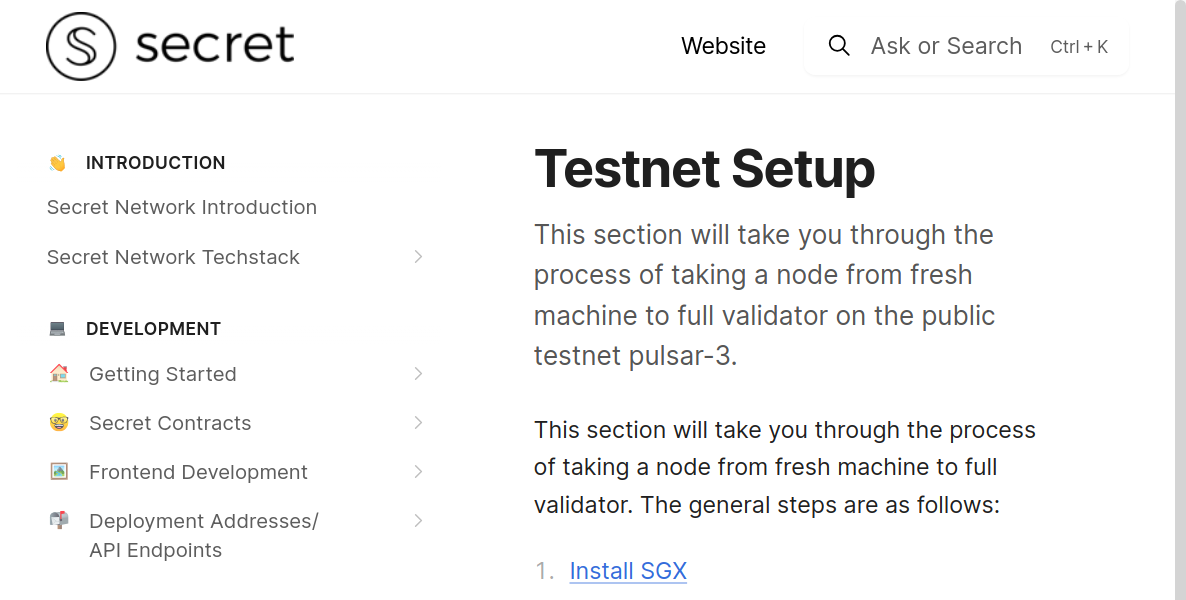 secret
Website
Ask or Search
Ctrl + K
INTRODUCTION
Secret Network Introduction
Secret Network Techstack
DEVELOPMENT
Getting Started
Secret Contracts
Frontend Development
Deployment Addresses/
API Endpoints
Testnet Setup
This section will take you through the
process of taking a node from fresh
machine to full validator on the public
testnet pulsar-3.
This section will take you through the process
of taking a node from fresh machine to full
validator. The general steps are as follows:
1. Install SGX